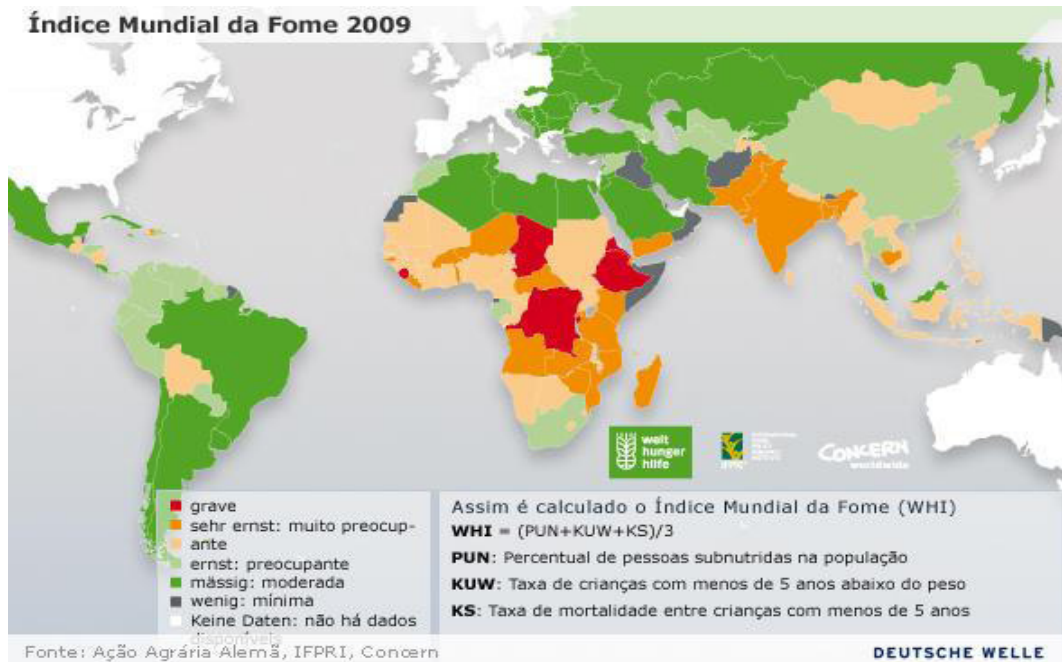 Índice Mundial da Fome 2009
welt
hunger
hilfe
IFPRI
CONCERN
worldwide
grave
sehr ernst: muito preocup-
ante
ernst: preocupante
mässig: moderada
wenig: mínima
Keine Daten: não há dados
disponíveis
Assim é calculado o Índice Mundial da Fome (WHI)
WHI = (PUN+KUW+KS)/3
PUN: Percentual de pessoas subnutridas na população
KUW: Taxa de crianças com menos de 5 anos abaixo do peso
KS: Taxa de mortalidade entre crianças com menos de 5 anos
Fonte: Ação Agrária Alemã, IFPRI, Concern
DEUTSCHE WELLE